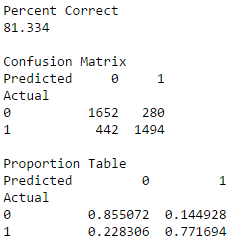 Percent Correct
81.334
Confusion Matrix
Predicted 0 1
Actual
0 1652 280
1 442 1494
Proportion Table
Predicted 0 1
Actual
0 0.855072 0.144928
1 0.228306 0.771694